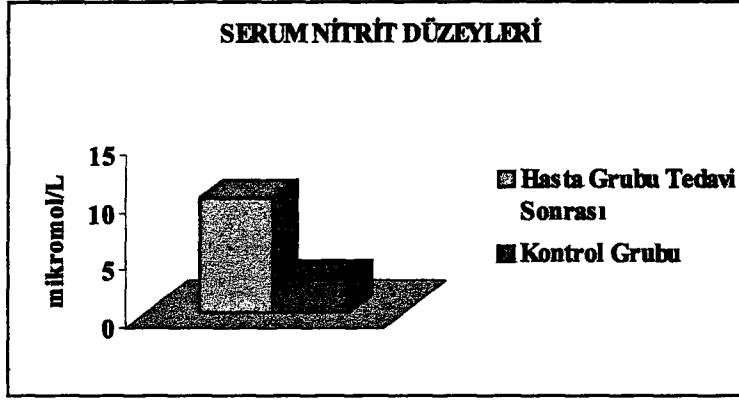 SERUM NİTRİT DÜZEYLERİ
mikromol/L
15
10
5
0
Hasta Grubu Tedavi
Sonrası
Kontrol Grubu